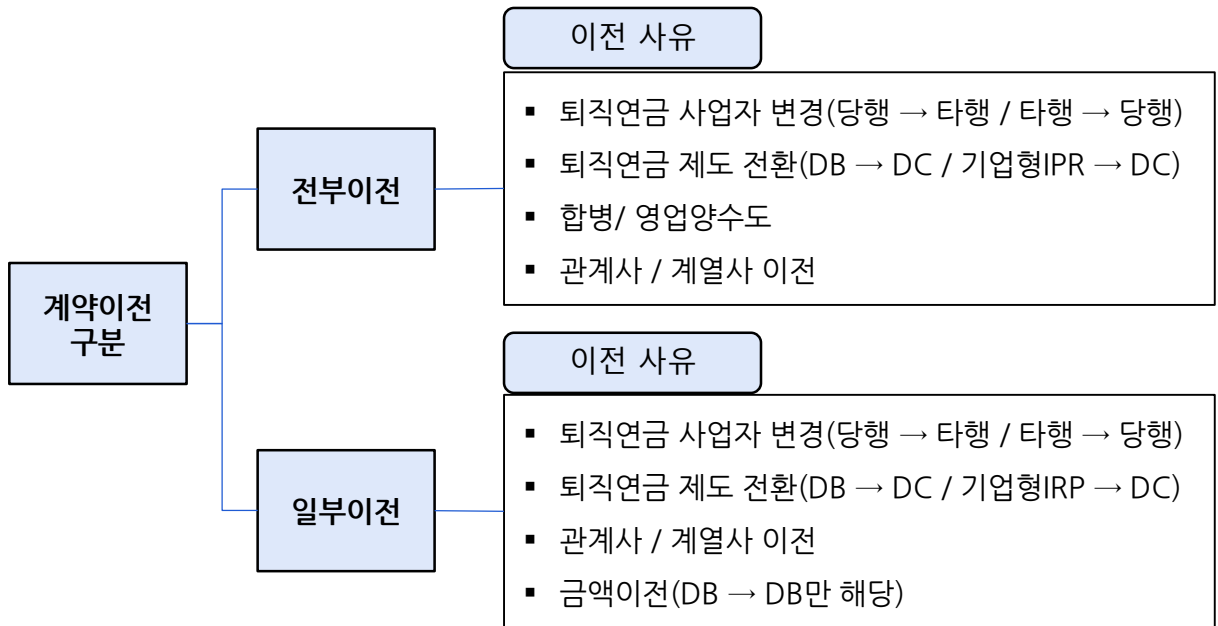 이전 사유
▪ 퇴직연금 사업자 변경(당행 → 타행 / 타행 → 당행)
▪ 퇴직연금 제도 전환(DB → DC / 기업형IPR → DC)
▪ 합병/ 영업양수도
▪ 관계사 / 계열사 이전
전부이전
계약이전
구분
이전 사유
▪ 퇴직연금 사업자 변경(당행 → 타행 / 타행 → 당행)
▪ 퇴직연금 제도 전환(DB → DC / 기업형IRP → DC)
▪ 관계사 / 계열사 이전
▪ 금액이전(DB → DB만 해당)
일부이전